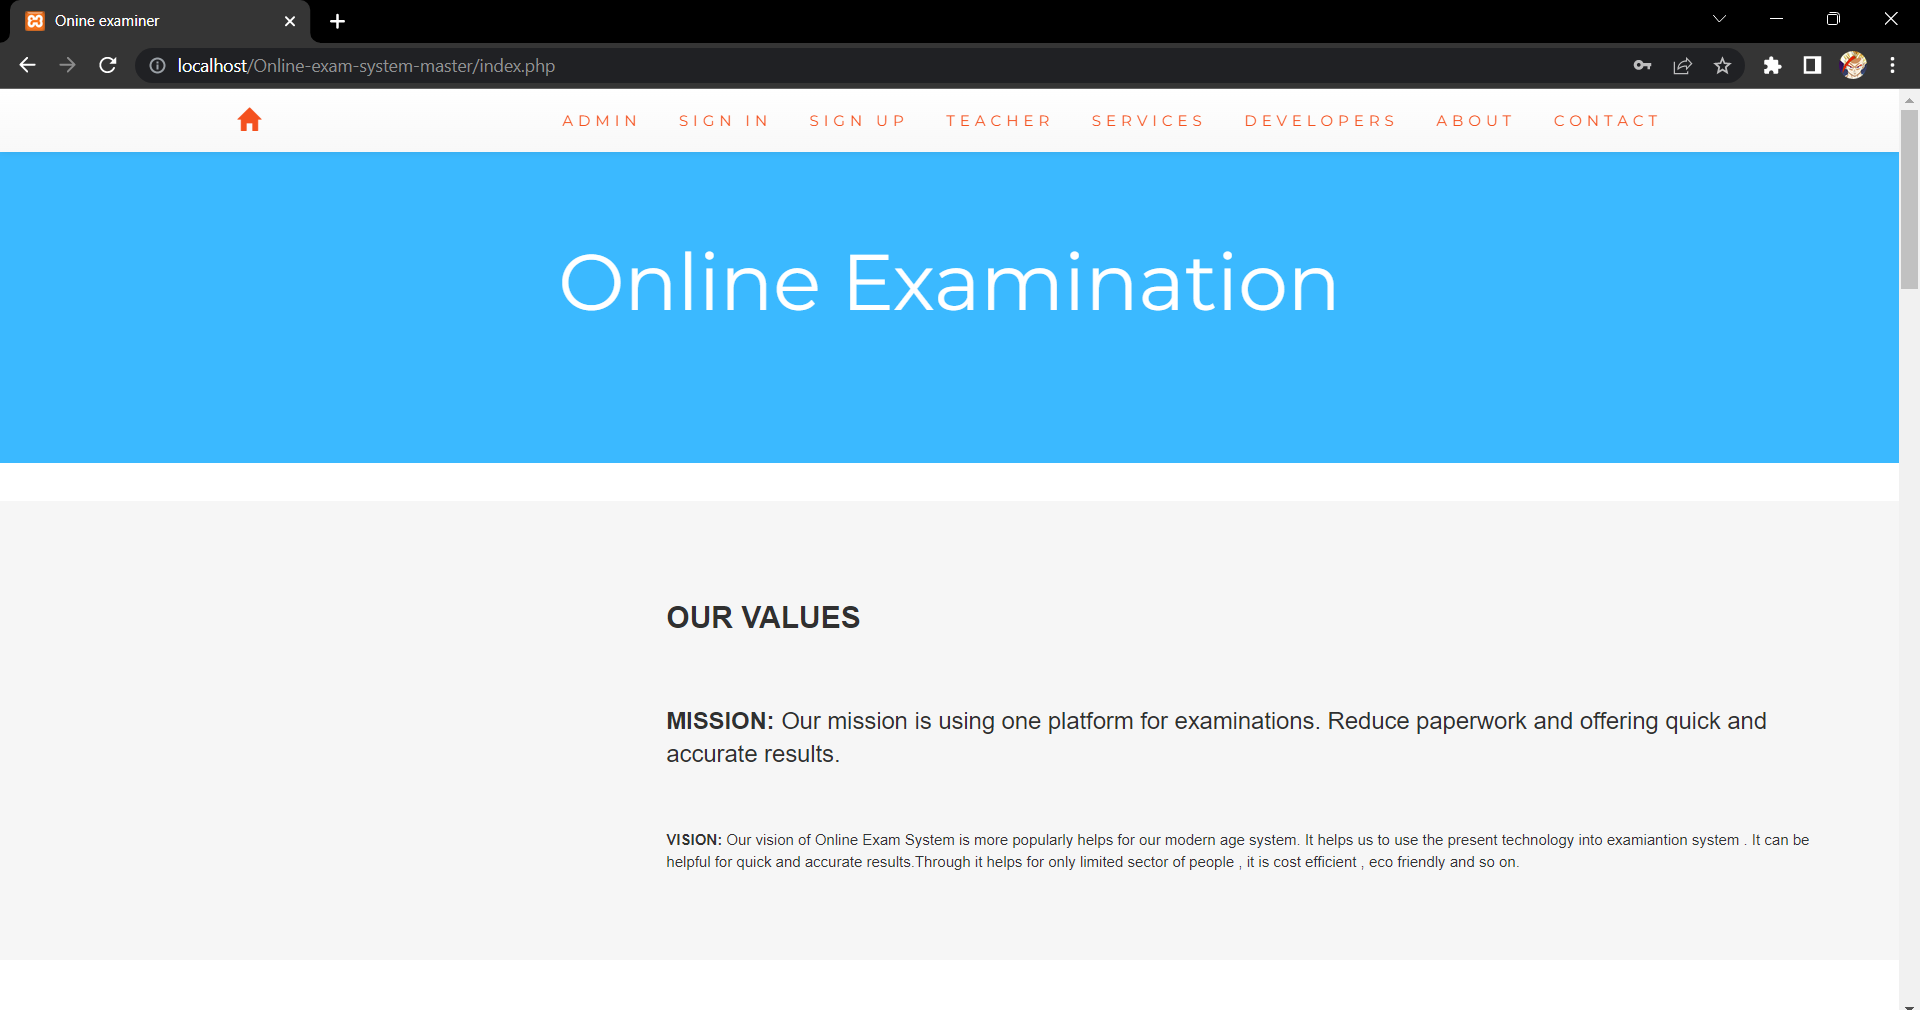 Onine examiner
localhost/Online-exam-system-master/index.php
ADMIN SIGN IN SIGN UP TEACHER SERVICES DEVELOPERS ABOUT CONTACT
Online Examination
OUR VALUES
MISSION: Our mission is using one platform for examinations. Reduce paperwork and offering quick and
accurate results.
VISION: Our vision of Online Exam System is more popularly helps for our modern age system. It helps us to use the present technology into examiantion system . It can be
helpful for quick and accurate results.Through it helps for only limited sector of people , it is cost efficient , eco friendly and so on.